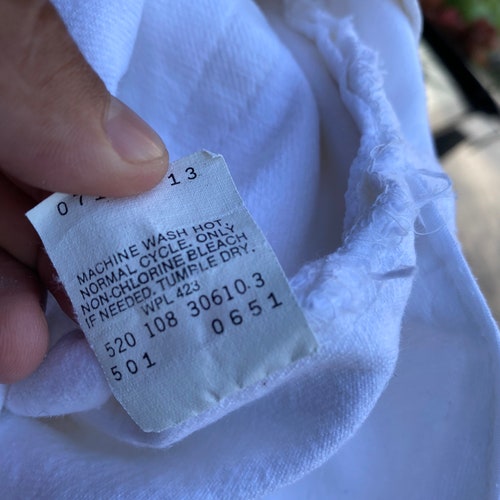 13
MACHINE WASH HOT,
NORMAL CYCLE, ONLY
NON-CHLORINE BLEACH
IF NEEDED, TUMBLE DRY.
WPL 423
520 108 30610.3
501 0651